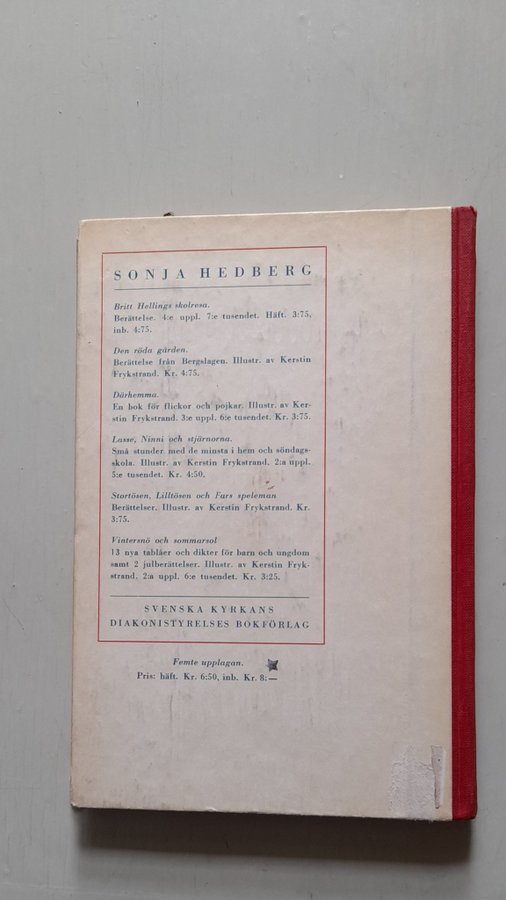 SONJA HEDBERG
Britt Hellings skolresa.
Berättelse. 4:e uppl. 7:e tusendet. Häft. 3:75,
inb. 4:75.
Den röda gården.
Berättelse från Bergslagen. Illustr. av Kerstin
Frykstrand. Kr. 4:75.
Därhemma.
En bok för flickor och pojkar. Illustr. av Ker-
stin Frykstrand. 3:e uppl. 6:e tusendet. Kr. 3:75.
Lasse, Ninni och stjärnorna.
Små stunder med de minsta i hem och söndags-
skola. Illustr. av Kerstin Frykstrand. 2:a uppl.
5:e tusendet. Kr. 4:50.
Stortösen, Lilltösen och Fars speleman
Berättelser. Illustr. av Kerstin Frykstrand. Kr.
3:75.
Vintersnö och sommarsol
13 nya tablåer och dikter för barn och ungdom
samt 2 julberättelser. Illustr. av Kerstin Fryk-
strand. 2:a uppl. 6:e tusendet. Kr. 3:25.
SVENSKA KYRKANS
DIAKONISTYRELSES BOKFÖRLAG
Femte upplagan.
Pris: häft. Kr. 6:50, inb. Kr. 8:—